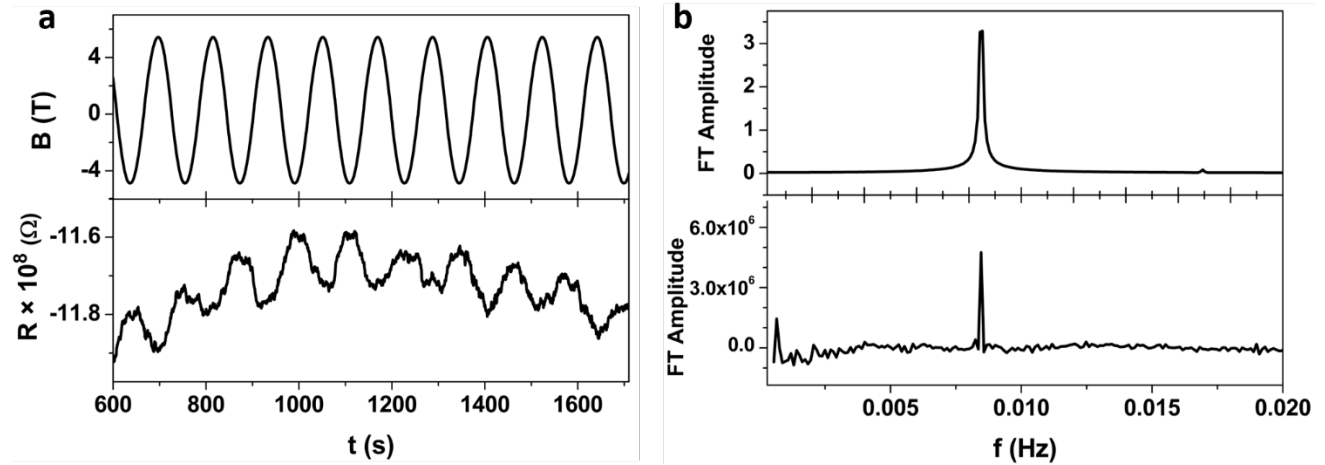 a
B (T)
4
0
-4
R × 10⁸ (Ω)
-11.6
-11.8
600 800 1000 1200 1400 1600
t (s)
b
FT Amplitude
3
2
1
0
FT Amplitude
6.0x10⁶
3.0x10⁶
0.0
0.005 0.010 0.015 0.020
f (Hz)